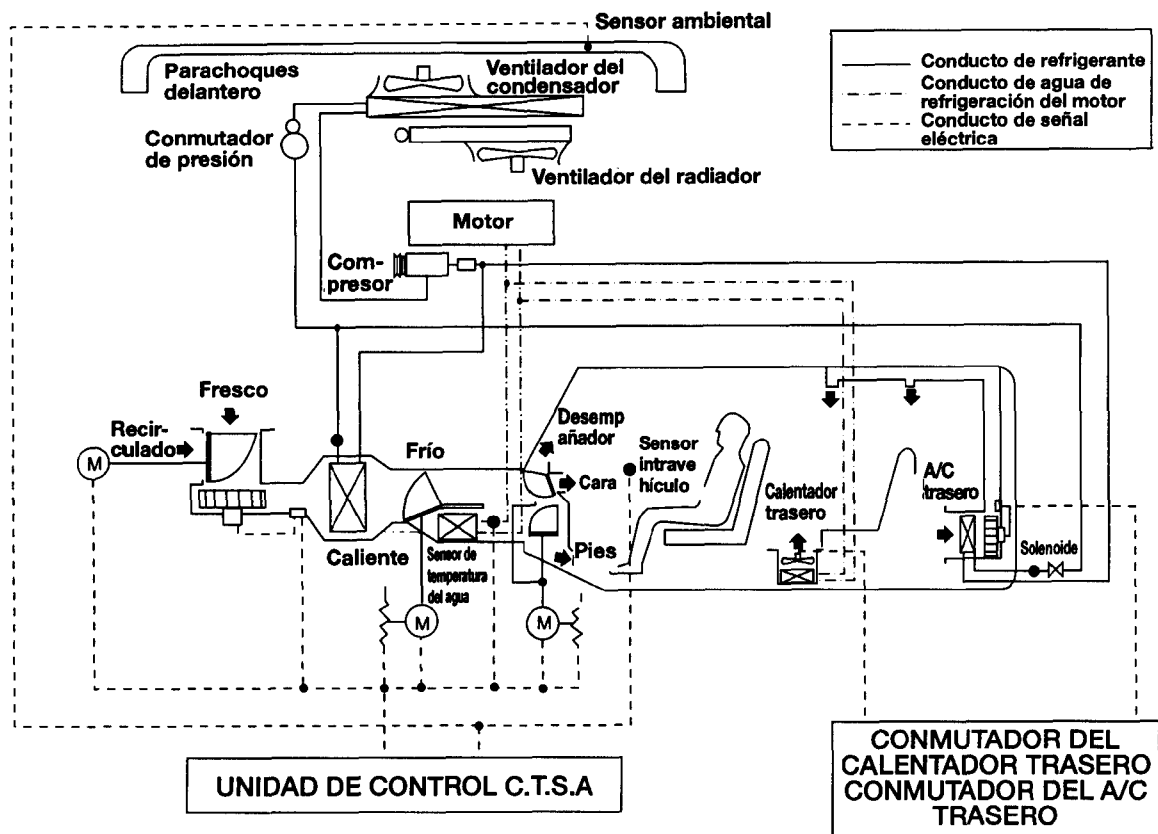 Sensor ambiental
Parachoques
delantero
Ventilador del
condensador
Conducto de refrigerante
Conducto de agua de
refrigeración del motor
Conducto de señal
eléctrica
Conmutador
de presión
Ventilador del radiador
Motor
Com-
presor
Fresco
Recir-
culado
M
Frío
Desemp
añador
Cara
Sensor
intrave
hículo
Calentador
trasero
A/C
trasero
Solenoide
Caliente
Sensor de
temperatura
del agua
Pies
M
M
UNIDAD DE CONTROL C.T.S.A
CONMUTADOR DEL
CALENTADOR TRASERO
CONMUTADOR DEL A/C
TRASERO